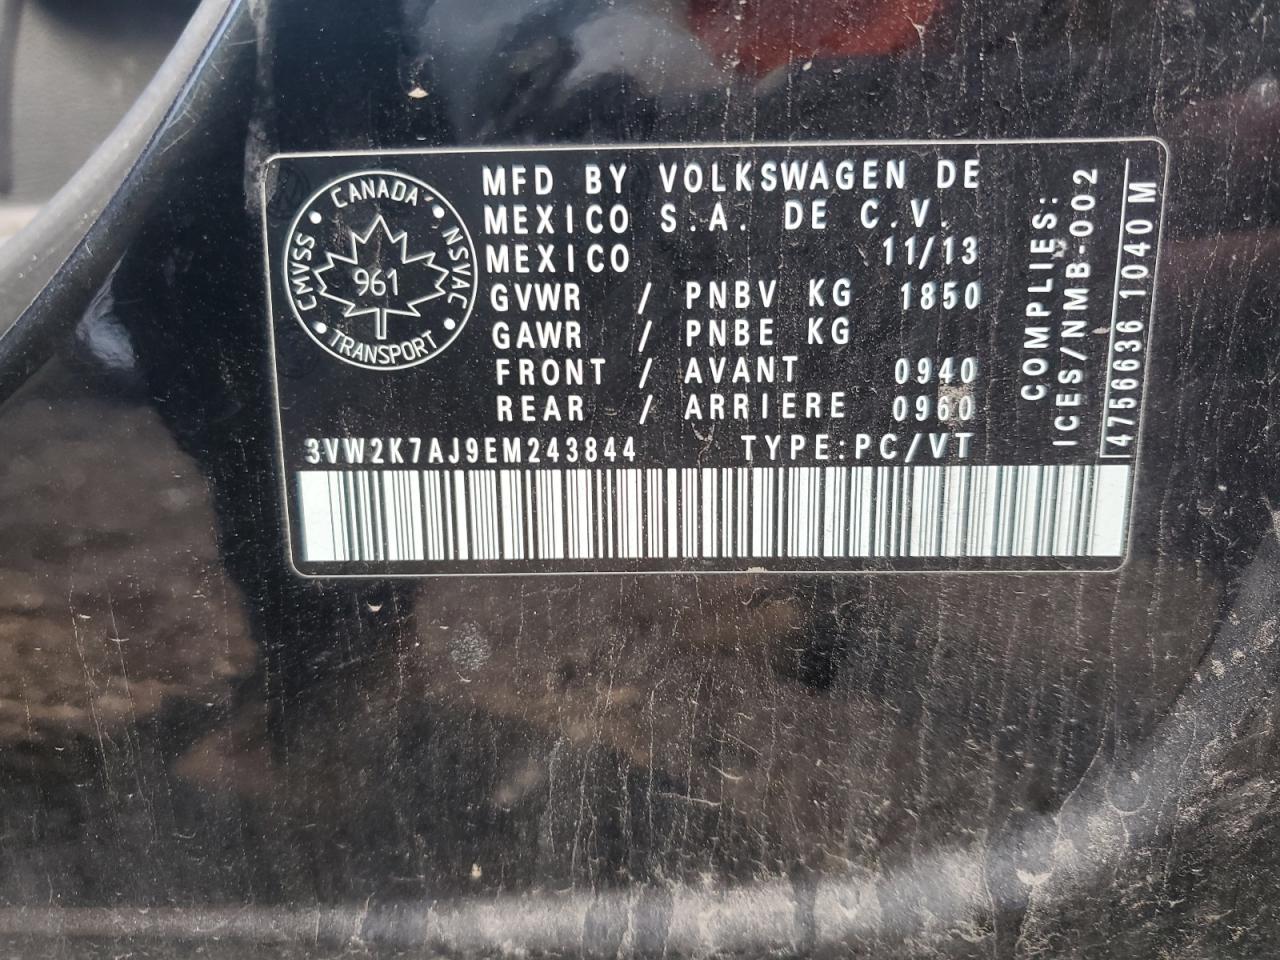 CANADA
CMVSS
NSVAC
961
TRANSPORT
MFD BY VOLKSWAGEN DE
MEXICO S.A. DE C.V.
MEXICO 11/13
GVWR / PNBV KG 1850
GAWR / PNBE KG
FRONT / AVANT 0940
REAR / ARRIERE 0960
3VW2K7AJ9EM243844 TYPE:PC/VT
COMPLIES:
ICES/NMB-002
4756636 1040 M